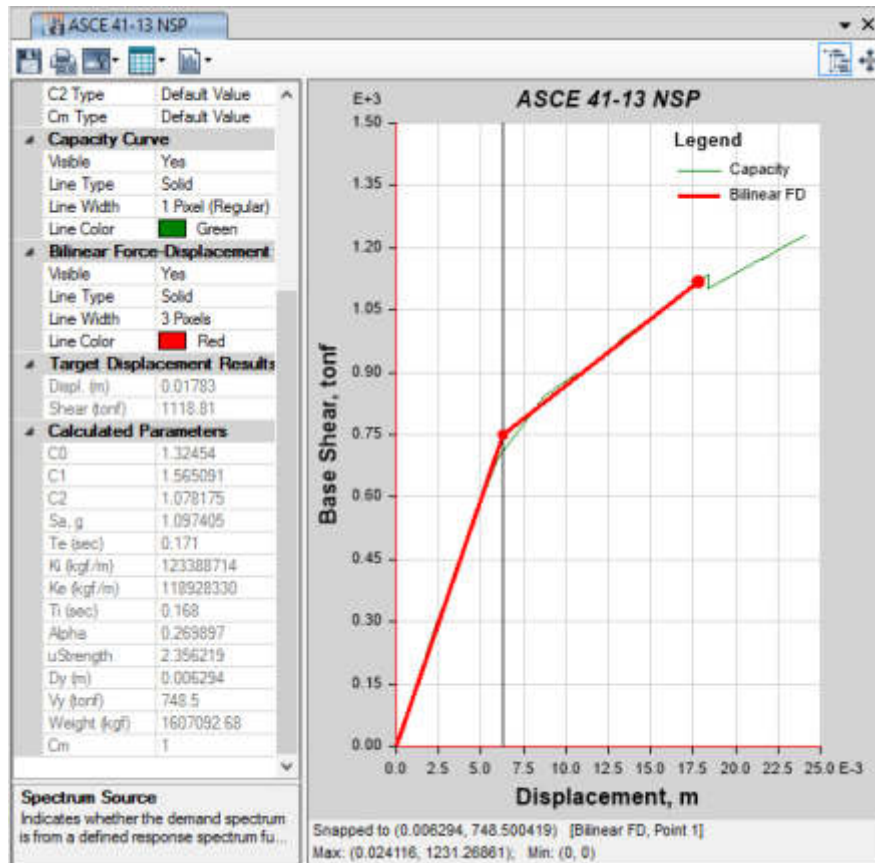 ASCE 41-13 NSP
C2 Type Default Value
Cm Type Default Value
Capacity Curve
Visible Yes
Line Type Solid
Line Width 1 Pixel (Regular)
Line Color Green
Bilinear Force-Displacement
Visible Yes
Line Type Solid
Line Width 3 Pixels
Line Color Red
Target Displacement Results
Displ. (m) 0.01783
Shear (tonf) 1118.81
Calculated Parameters
C0 1.32454
C1 1.565091
C2 1.078175
Sa, g 1.097405
Te (sec) 0.171
Ki (kgf/m) 123388714
Ke (kgf/m) 118928330
Ti (sec) 0.168
Alpha 0.269897
uStrength 2.356219
Dy (m) 0.006294
Vy (tonf) 748.5
Weight (kgf) 1607092.68
Cm 1
Spectrum Source
Indicates whether the demand spectrum
is from a defined response spectrum fu...
E+3
ASCE 41-13 NSP
Legend
Capacity
Bilinear FD
1.50
1.35
1.20
1.05
0.90
0.75
0.60
0.45
0.30
0.15
0.00
Base Shear, tonf
0.0 2.5 5.0 7.5 10.0 12.5 15.0 17.5 20.0 22.5 25.0 E-3
Displacement, m
Snapped to (0.006294, 748.500419) [Bilinear FD, Point 1]
Max: (0.024116, 1231.26861); Min: (0, 0)